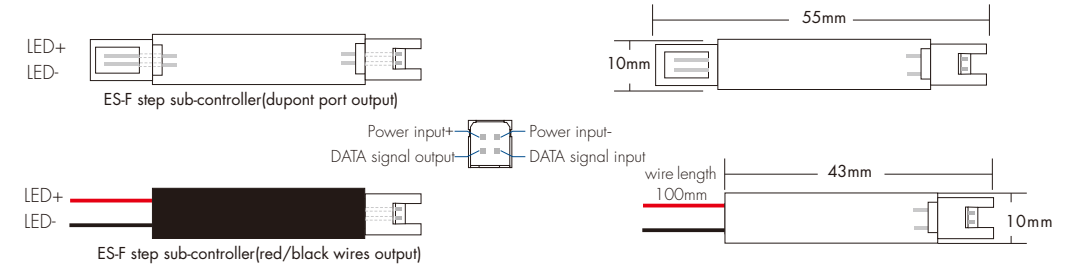 55mm
LED+
LED-
10mm
ES-F step sub-controller(dupont port output)
Power input+
Power input-
DATA signal output
DATA signal input
wire length
100mm
43mm
LED+
LED-
10mm
ES-F step sub-controller(red/black wires output)